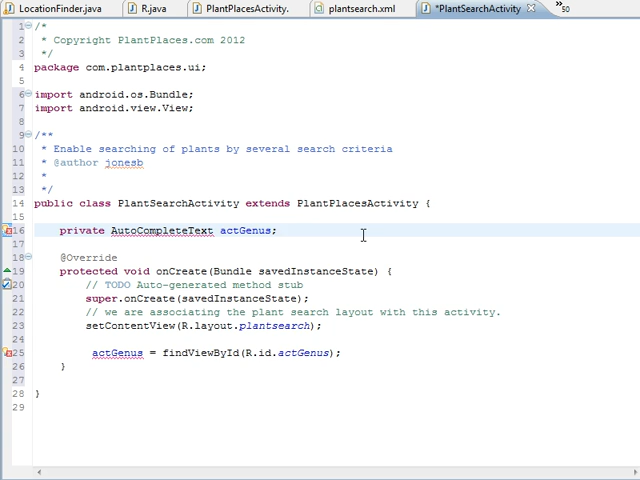 LocationFinder.java R.java PlantPlacesActivity. plantsearch.xml *PlantSearchActivity »50
1 /*
2 * Copyright PlantPlaces.com 2012
3 */
4 package com.plantplaces.ui;
5
6 import android.os.Bundle;
7 import android.view.View;
8
9 /**
10 * Enable searching of plants by several search criteria
11 * @author jonesb
12 *
13 */
14 public class PlantSearchActivity extends PlantPlacesActivity {
15
16 private AutoCompleteText actGenus;
17
18 @Override
19 protected void onCreate(Bundle savedInstanceState) {
20 // TODO Auto-generated method stub
21 super.onCreate(savedInstanceState);
22 // we are associating the plant search layout with this activity.
23 setContentView(R.layout.plantsearch);
24
25 actGenus = findViewById(R.id.actGenus);
26 }
27
28 }
29